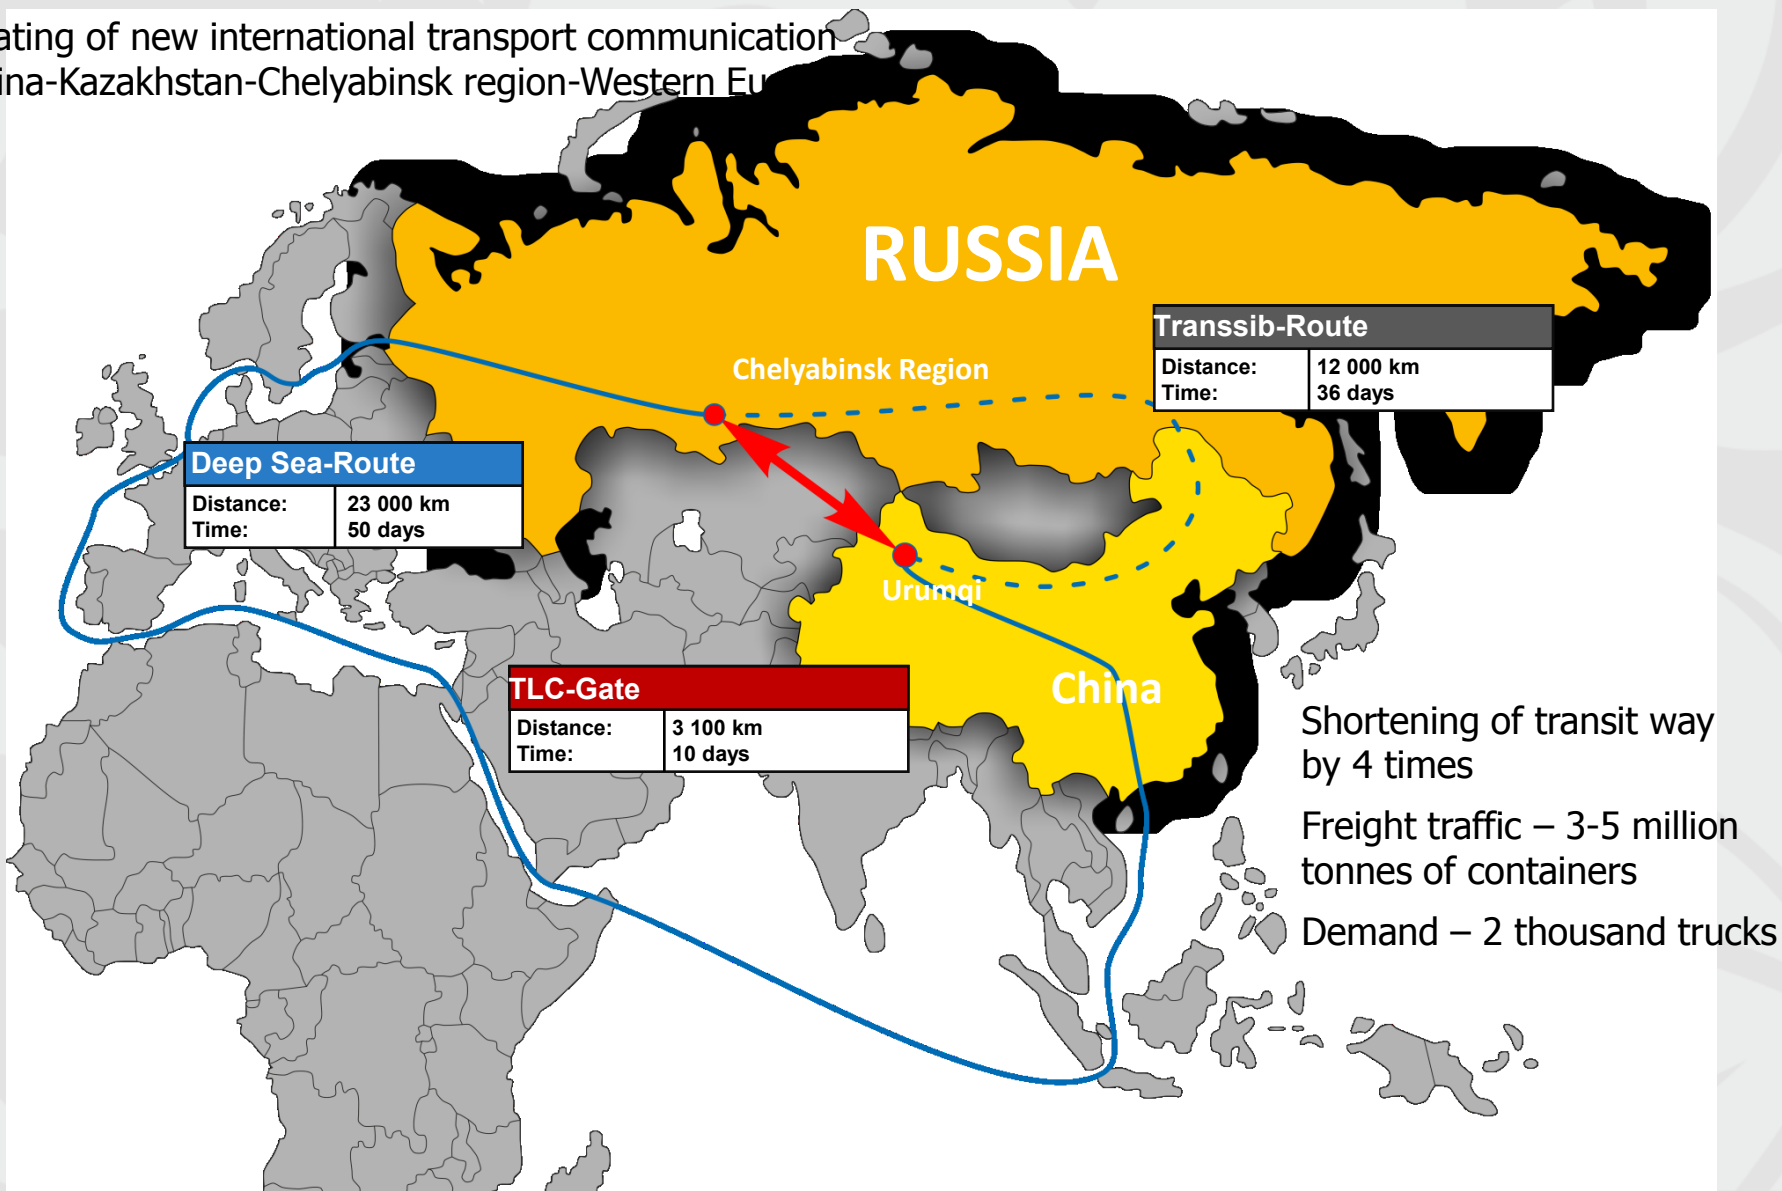 ating of new international transport communication
ina-Kazakhstan-Chelyabinsk region-Western Eu
RUSSIA
Transsib-Route
Distance: 12 000 km
Time: 36 days
Chelyabinsk Region
Deep Sea-Route
Distance: 23 000 km
Time: 50 days
Urumqi
TLC-Gate
Distance: 3 100 km
Time: 10 days
China
Shortening of transit way
by 4 times
Freight traffic – 3-5 million
tonnes of containers
Demand – 2 thousand trucks